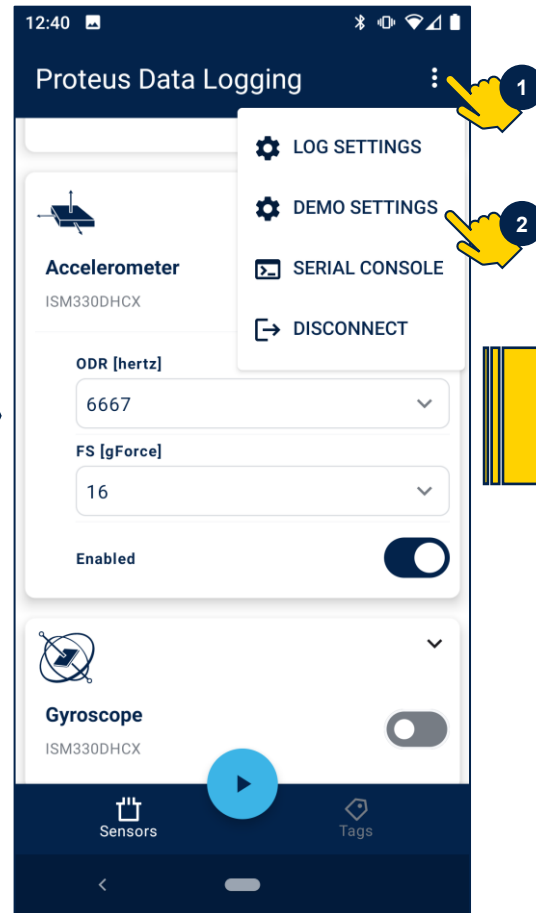 12:40
Proteus Data Logging
1
LOG SETTINGS
DEMO SETTINGS
2
SERIAL CONSOLE
DISCONNECT
Accelerometer
ISM330DHCX
ODR [hertz]
6667
FS [gForce]
16
Enabled
Gyroscope
ISM330DHCX
Sensors
Tags